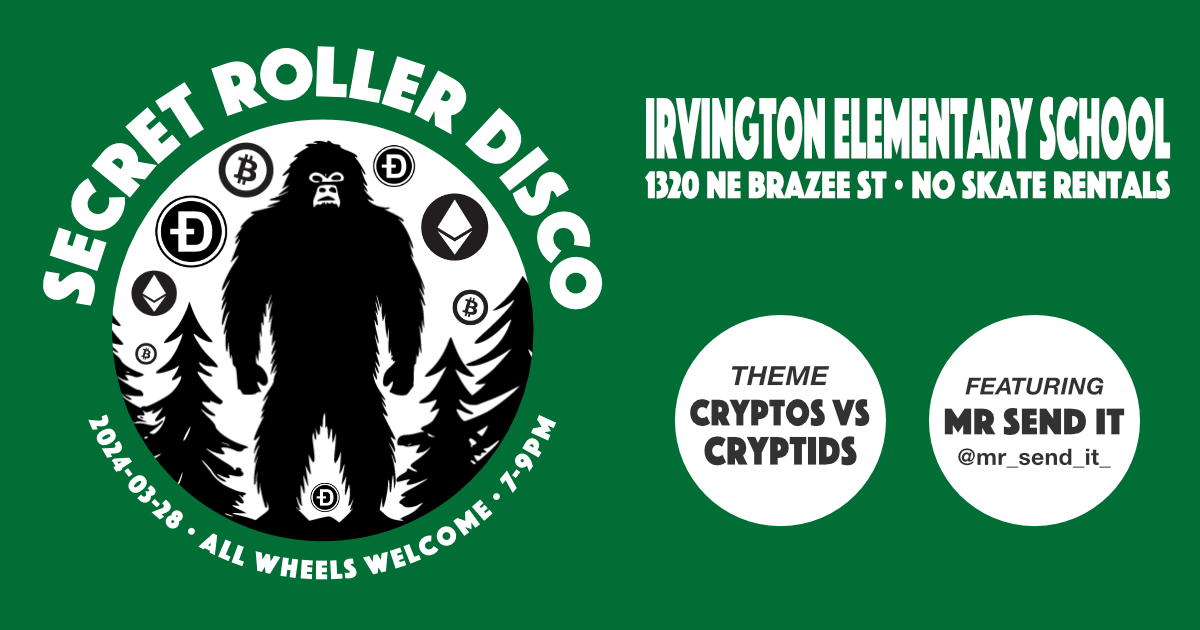 SECRET ROLLER DISCO
2024-03-28 • ALL WHEELS WELCOME • 7-9PM
IRVINGTON ELEMENTARY SCHOOL
1320 NE BRAZEE ST • NO SKATE RENTALS
THEME
CRYPTOS VS
CRYPTIDS
FEATURING
MR SEND IT
@mr_send_it_